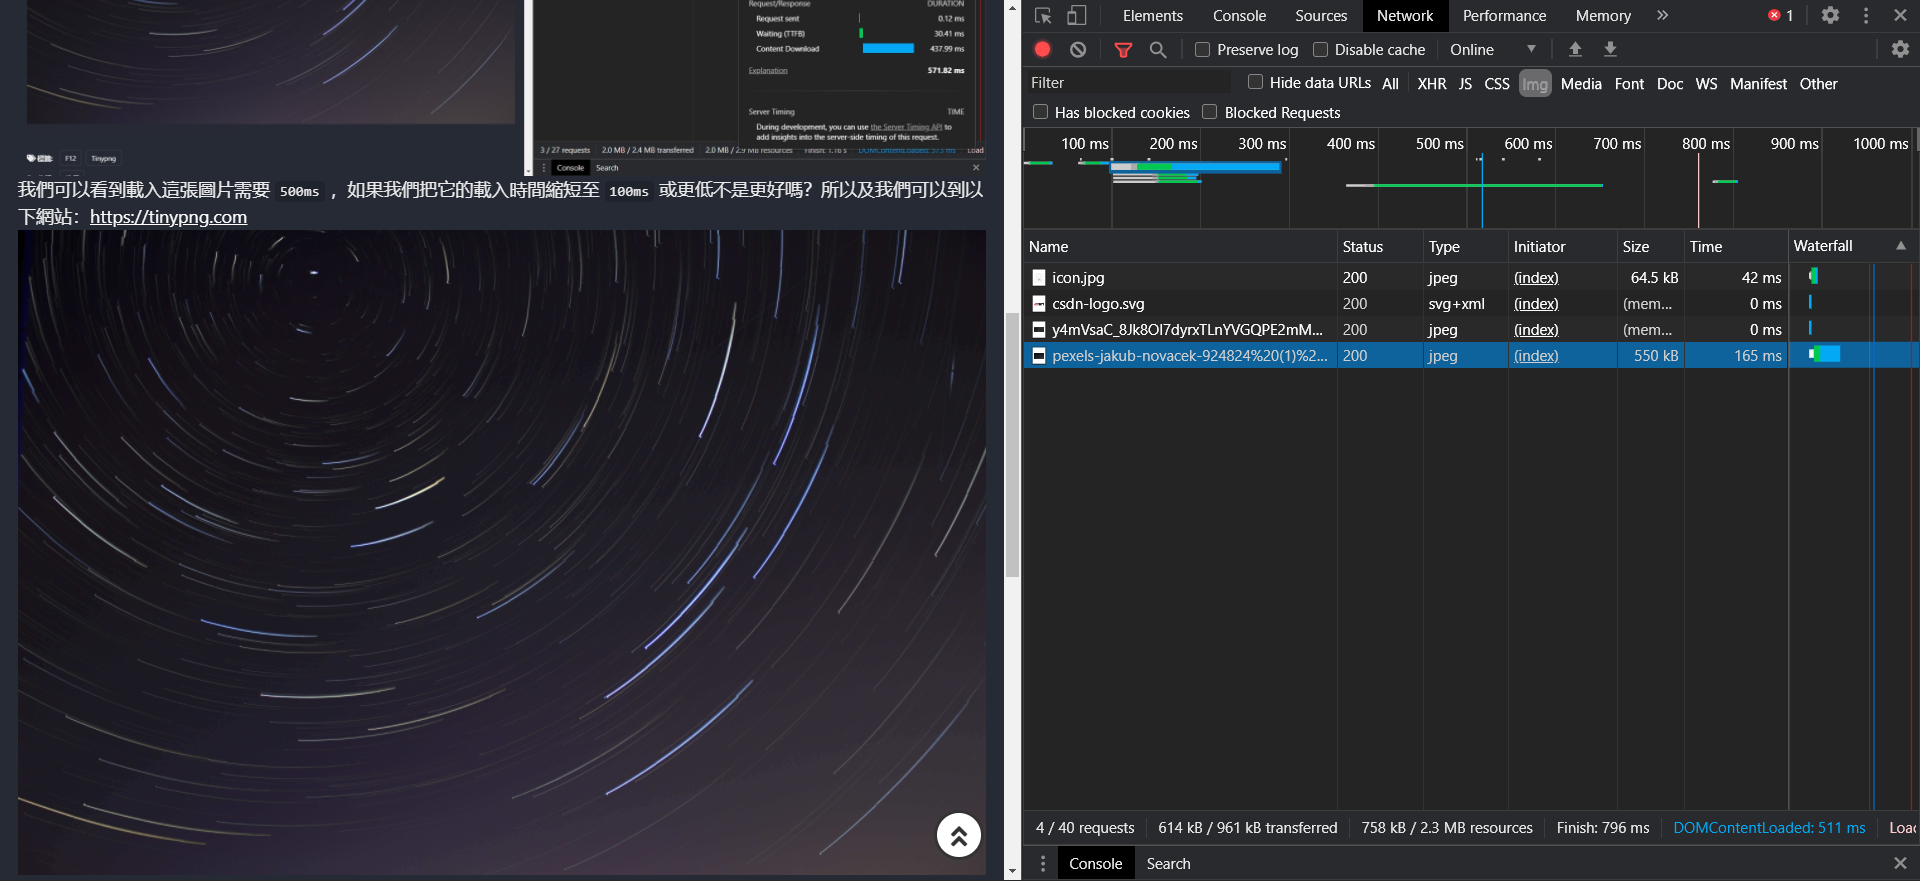 Request/Response DURATION
Request sent 0.12 ms
Waiting (TTFB) 30.41 ms
Content Download 437.99 ms
Explanation 571.82 ms
Server Timing TIME
During development, you can use the Server Timing API to
add insights into the server-side timing of this request.
3 / 27 requests 2.0 MB / 2.4 MB transferred 2.0 MB / 2.9 MB resources Finish: 1.16 s DOMContentLoaded: 573 ms Load
Console Search
F12 Tinypng
我們可以看到載入這張圖片需要 500ms ，如果我們把它的載入時間縮短至 100ms 或更低不是更好嗎？所以及我們可以到以
下網站：https://tinypng.com
Elements Console Sources Network Performance Memory » 1
Preserve log Disable cache Online
Filter Hide data URLs All XHR JS CSS Img Media Font Doc WS Manifest Other
Has blocked cookies Blocked Requests
100 ms 200 ms 300 ms 400 ms 500 ms 600 ms 700 ms 800 ms 900 ms 1000 ms
Name Status Type Initiator Size Time Waterfall
icon.jpg 200 jpeg (index) 64.5 kB 42 ms
csdn-logo.svg 200 svg+xml (index) (mem... 0 ms
y4mVsaC_8Jk8OI7dyrxTLnYVGQPE2mM... 200 jpeg (index) (mem... 0 ms
pexels-jakub-novacek-924824%20(1)%2... 200 jpeg (index) 550 kB 165 ms
4 / 40 requests 614 kB / 961 kB transferred 758 kB / 2.3 MB resources Finish: 796 ms DOMContentLoaded: 511 ms Loa
Console Search